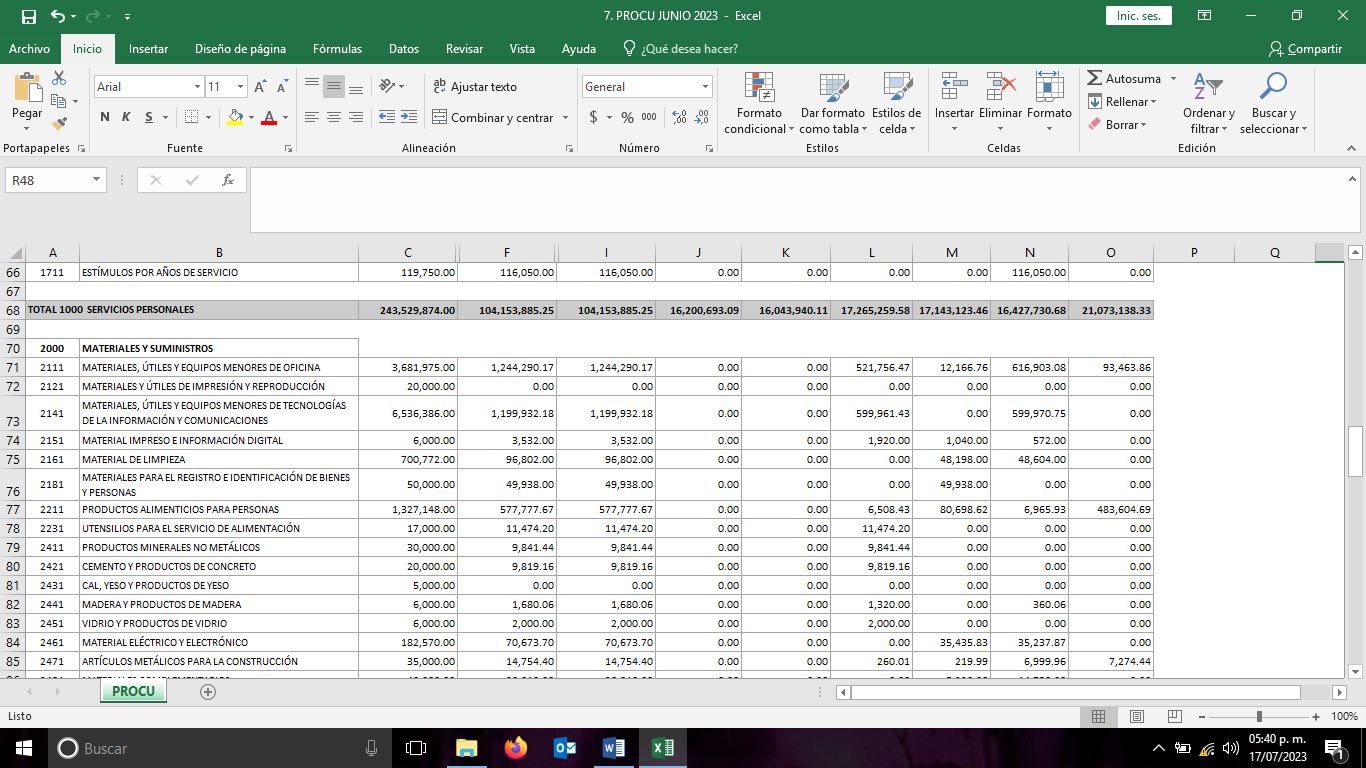 7. PROCU JUNIO 2023 - Excel
Inic. ses.
Archivo Inicio Insertar Diseño de página Fórmulas Datos Revisar Vista Ayuda ¿Qué desea hacer? Compartir
Pegar
Arial 11
N K S
Ajustar texto
Combinar y centrar
General
$ % 000
Formato condicional
Dar formato como tabla
Estilos de celda
Insertar Eliminar Formato
Autosuma
Rellenar
Borrar
Ordenar y filtrar
Buscar y seleccionar
Portapapeles Fuente Alineación Número Estilos Celdas Edición
R48 fx
A B C F I J K L M N O P Q
66 1711 ESTÍMULOS POR AÑOS DE SERVICIO 119,750.00 116,050.00 116,050.00 0.00 0.00 0.00 0.00 116,050.00 0.00
67
68 TOTAL 1000 SERVICIOS PERSONALES 243,529,874.00 104,153,885.25 104,153,885.25 16,200,693.09 16,043,940.11 17,265,259.58 17,143,123.46 16,427,730.68 21,073,138.33
69
70 2000 MATERIALES Y SUMINISTROS
71 2111 MATERIALES, ÚTILES Y EQUIPOS MENORES DE OFICINA 3,681,975.00 1,244,290.17 1,244,290.17 0.00 0.00 521,756.47 12,166.76 616,903.08 93,463.86
72 2121 MATERIALES Y ÚTILES DE IMPRESIÓN Y REPRODUCCIÓN 20,000.00 0.00 0.00 0.00 0.00 0.00 0.00 0.00 0.00
73 2141 MATERIALES, ÚTILES Y EQUIPOS MENORES DE TECNOLOGÍAS
DE LA INFORMACIÓN Y COMUNICACIONES 6,536,386.00 1,199,932.18 1,199,932.18 0.00 0.00 599,961.43 0.00 599,970.75 0.00
74 2151 MATERIAL IMPRESO E INFORMACIÓN DIGITAL 6,000.00 3,532.00 3,532.00 0.00 0.00 1,920.00 1,040.00 572.00 0.00
75 2161 MATERIAL DE LIMPIEZA 700,772.00 96,802.00 96,802.00 0.00 0.00 0.00 48,198.00 48,604.00 0.00
76 2181 MATERIALES PARA EL REGISTRO E IDENTIFICACIÓN DE BIENES
Y PERSONAS 50,000.00 49,938.00 49,938.00 0.00 0.00 0.00 49,938.00 0.00 0.00
77 2211 PRODUCTOS ALIMENTICIOS PARA PERSONAS 1,327,148.00 577,777.67 577,777.67 0.00 0.00 6,508.43 80,698.62 6,965.93 483,604.69
78 2231 UTENSILIOS PARA EL SERVICIO DE ALIMENTACIÓN 17,000.00 11,474.20 11,474.20 0.00 0.00 11,474.20 0.00 0.00 0.00
79 2411 PRODUCTOS MINERALES NO METÁLICOS 30,000.00 9,841.44 9,841.44 0.00 0.00 9,841.44 0.00 0.00 0.00
80 2421 CEMENTO Y PRODUCTOS DE CONCRETO 20,000.00 9,819.16 9,819.16 0.00 0.00 9,819.16 0.00 0.00 0.00
81 2431 CAL, YESO Y PRODUCTOS DE YESO 5,000.00 0.00 0.00 0.00 0.00 0.00 0.00 0.00 0.00
82 2441 MADERA Y PRODUCTOS DE MADERA 6,000.00 1,680.06 1,680.06 0.00 0.00 1,320.00 0.00 360.06 0.00
83 2451 VIDRIO Y PRODUCTOS DE VIDRIO 6,000.00 2,000.00 2,000.00 0.00 0.00 2,000.00 0.00 0.00 0.00
84 2461 MATERIAL ELÉCTRICO Y ELECTRÓNICO 182,570.00 70,673.70 70,673.70 0.00 0.00 0.00 35,435.83 35,237.87 0.00
85 2471 ARTÍCULOS METÁLICOS PARA LA CONSTRUCCIÓN 35,000.00 14,754.40 14,754.40 0.00 0.00 260.01 219.99 6,999.96 7,274.44
PROCU
Listo 100%
Buscar
05:40 p. m.
17/07/2023
1